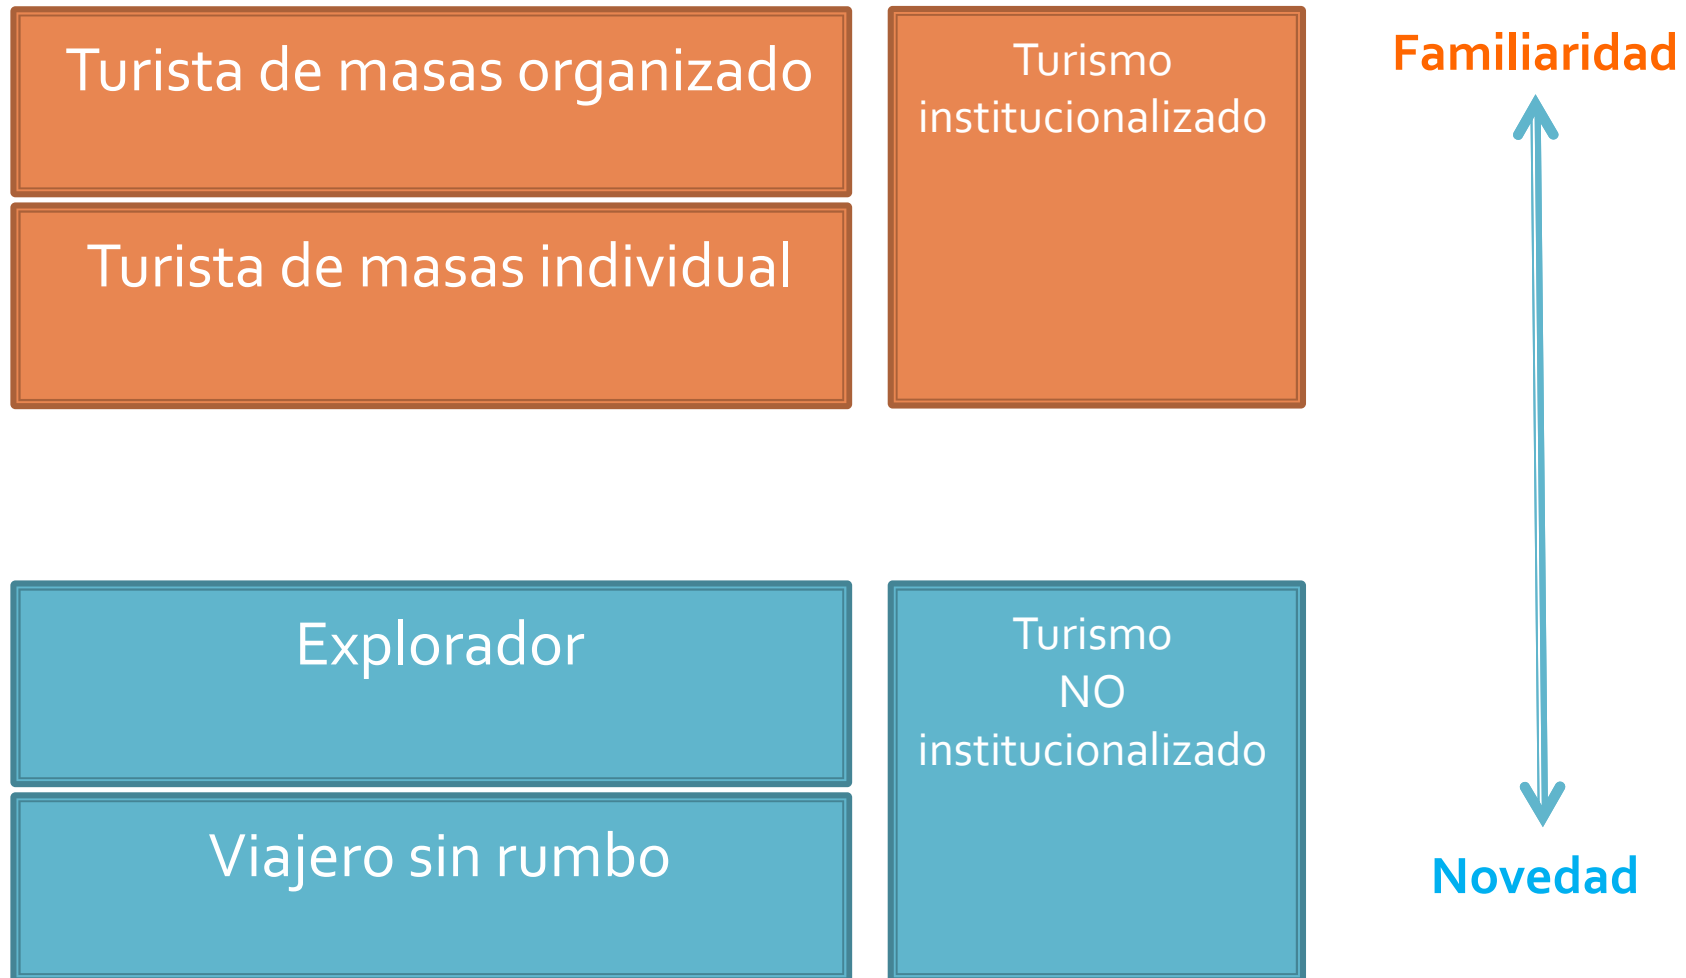 Turista de masas organizado
Turismo
institucionalizado
Familiaridad
Turista de masas individual
Explorador
Turismo
NO
institucionalizado
Viajero sin rumbo
Novedad